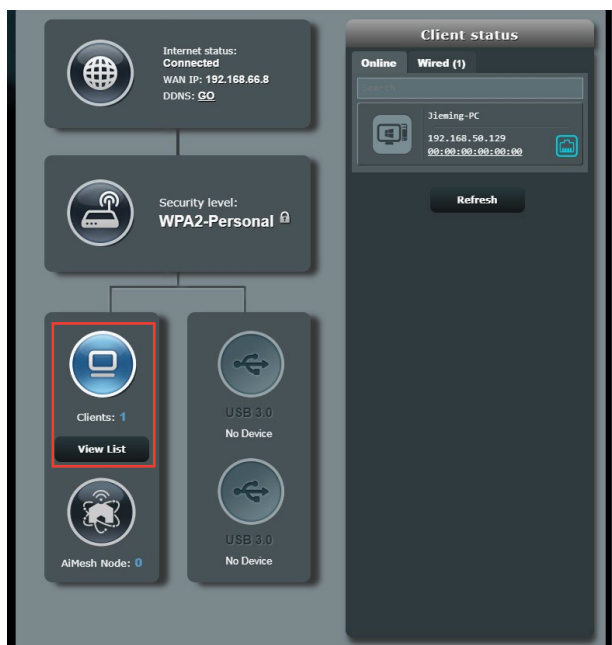 Internet status:
Connected
WAN IP: 192.168.66.8
DDNS: GO
Security level:
WPA2-Personal
Clients: 1
View List
AiMesh Node: 0
USB 3.0
No Device
USB 3.0
No Device
Client status
Online Wired (1)
Search
Jieming-PC
192.168.50.129
00:00:00:00:00:00
Refresh